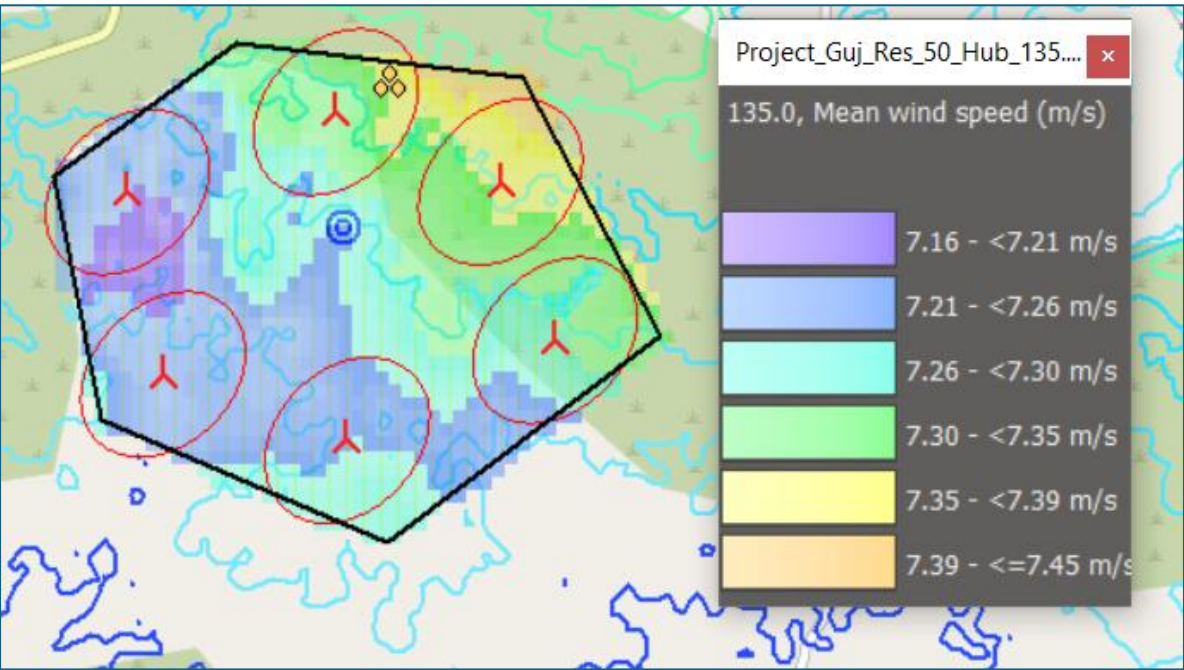 Project_Guj_Res_50_Hub_135....
135.0, Mean wind speed (m/s)
7.16 - <7.21 m/s
7.21 - <7.26 m/s
7.26 - <7.30 m/s
7.30 - <7.35 m/s
7.35 - <7.39 m/s
7.39 - <=7.45 m/s